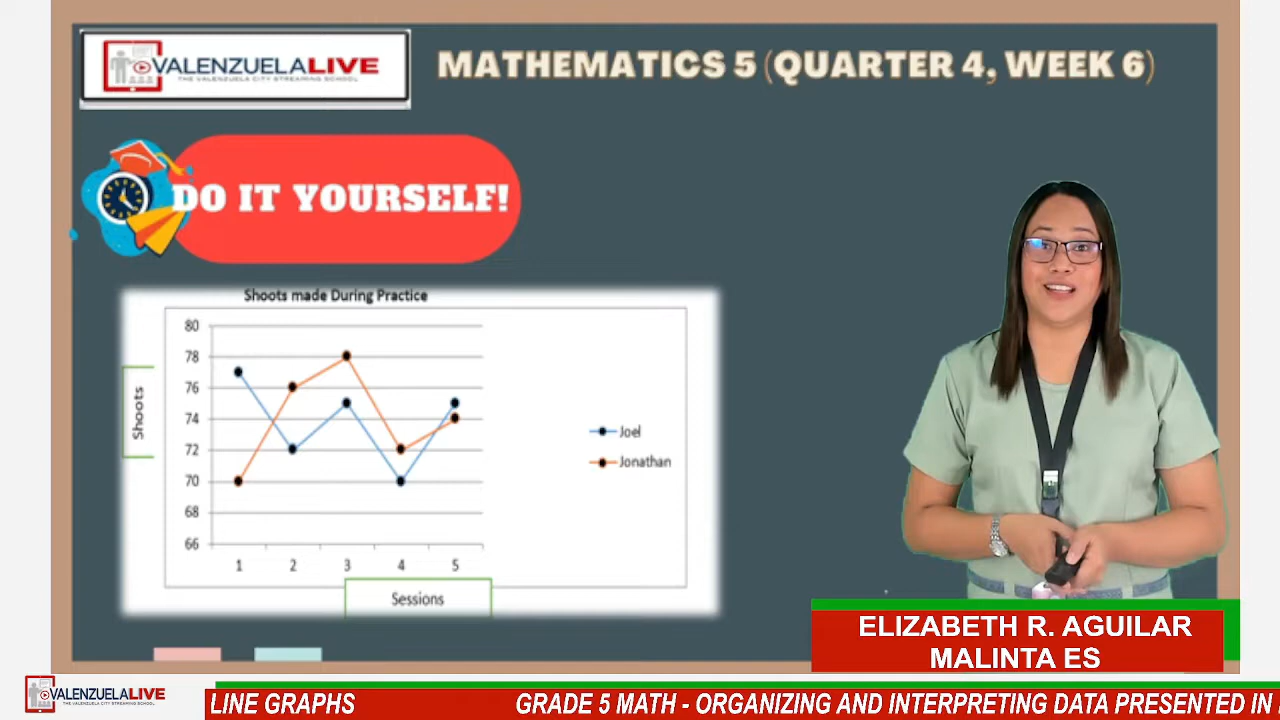 VALENZUELALIVE
THE VALENZUELA CITY STREAMING SCHOOL
MATHEMATICS 5 (QUARTER 4, WEEK 6)
DO IT YOURSELF!
Shoots made During Practice
80
78
76
74
72
70
68
66
Shoots
1 2 3 4 5
Sessions
Joel
Jonathan
ELIZABETH R. AGUILAR
MALINTA ES
VALENZUELALIVE
THE VALENZUELA CITY STREAMING SCHOOL
LINE GRAPHS GRADE 5 MATH - ORGANIZING AND INTERPRETING DATA PRESENTED IN